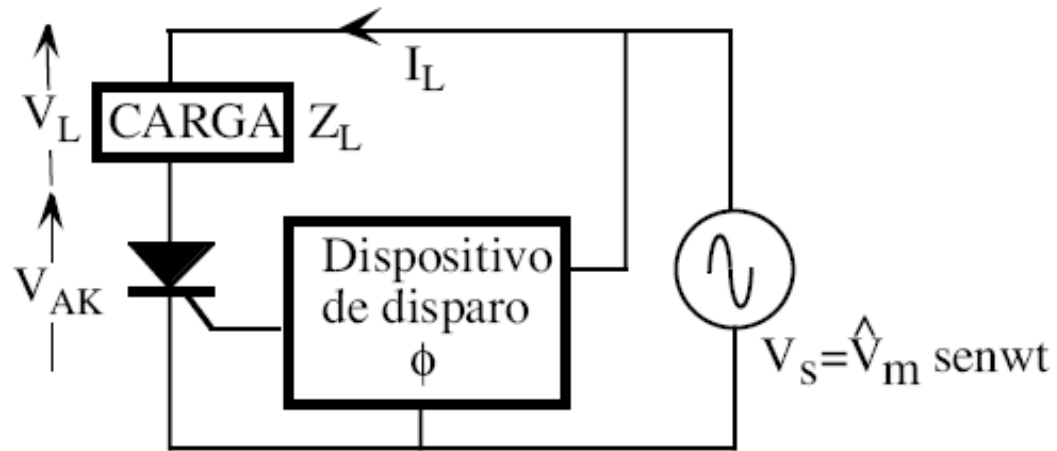 I_L
V_L
CARGA Z_L
V_AK
Dispositivo
de disparo
ϕ
V_s=V̂_m senwt